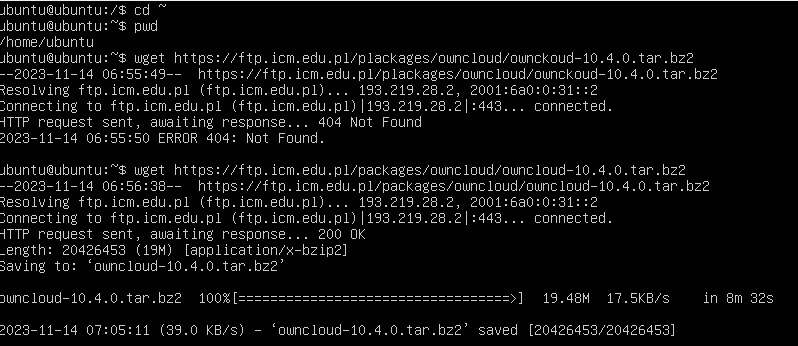 ubuntu@ubuntu:/$ cd ~
ubuntu@ubuntu:~$ pwd
/home/ubuntu
ubuntu@ubuntu:~$ wget https://ftp.icm.edu.pl/plackages/owncloud/ownckoud-10.4.0.tar.bz2
--2023-11-14 06:55:49--  https://ftp.icm.edu.pl/plackages/owncloud/ownckoud-10.4.0.tar.bz2
Resolving ftp.icm.edu.pl (ftp.icm.edu.pl)... 193.219.28.2, 2001:6a0:0:31::2
Connecting to ftp.icm.edu.pl (ftp.icm.edu.pl)|193.219.28.2|:443... connected.
HTTP request sent, awaiting response... 404 Not Found
2023-11-14 06:55:50 ERROR 404: Not Found.
ubuntu@ubuntu:~$ wget https://ftp.icm.edu.pl/packages/owncloud/owncloud-10.4.0.tar.bz2
--2023-11-14 06:56:38--  https://ftp.icm.edu.pl/packages/owncloud/owncloud-10.4.0.tar.bz2
Resolving ftp.icm.edu.pl (ftp.icm.edu.pl)... 193.219.28.2, 2001:6a0:0:31::2
Connecting to ftp.icm.edu.pl (ftp.icm.edu.pl)|193.219.28.2|:443... connected.
HTTP request sent, awaiting response... 200 OK
Length: 20426453 (19M) [application/x-bzip2]
Saving to: ‘owncloud-10.4.0.tar.bz2’
owncloud-10.4.0.tar.bz2  100%[==================================>]  19.48M  17.5KB/s    in 8m 32s
2023-11-14 07:05:11 (39.0 KB/s) – ‘owncloud-10.4.0.tar.bz2’ saved [20426453/20426453]